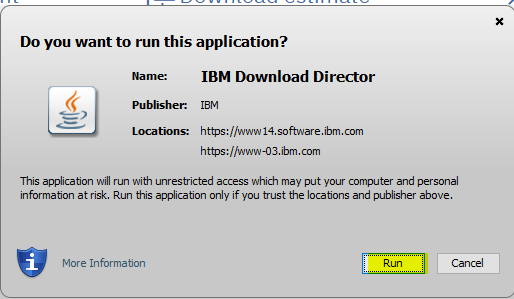 nt
Download estimate
Do you want to run this application?
Name: IBM Download Director
Publisher: IBM
Locations: https://www14.software.ibm.com
https://www-03.ibm.com
This application will run with unrestricted access which may put your computer and personal
information at risk. Run this application only if you trust the locations and publisher above.
More Information
Run
Cancel